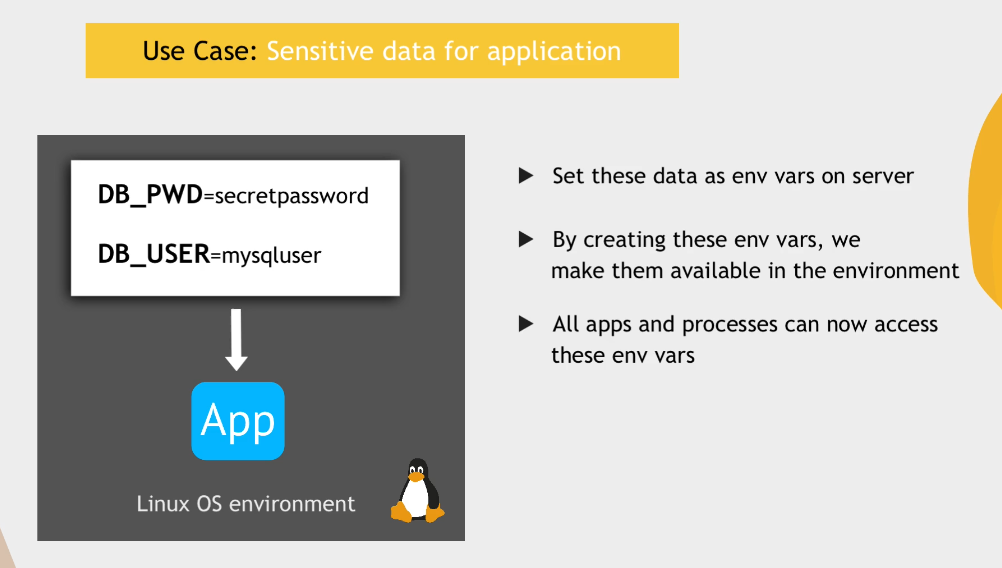 Use Case: Sensitive data for application
DB_PWD=secretpassword
DB_USER=mysqluser
App
Linux OS environment
Set these data as env vars on server
By creating these env vars, we
make them available in the environment
All apps and processes can now access
these env vars